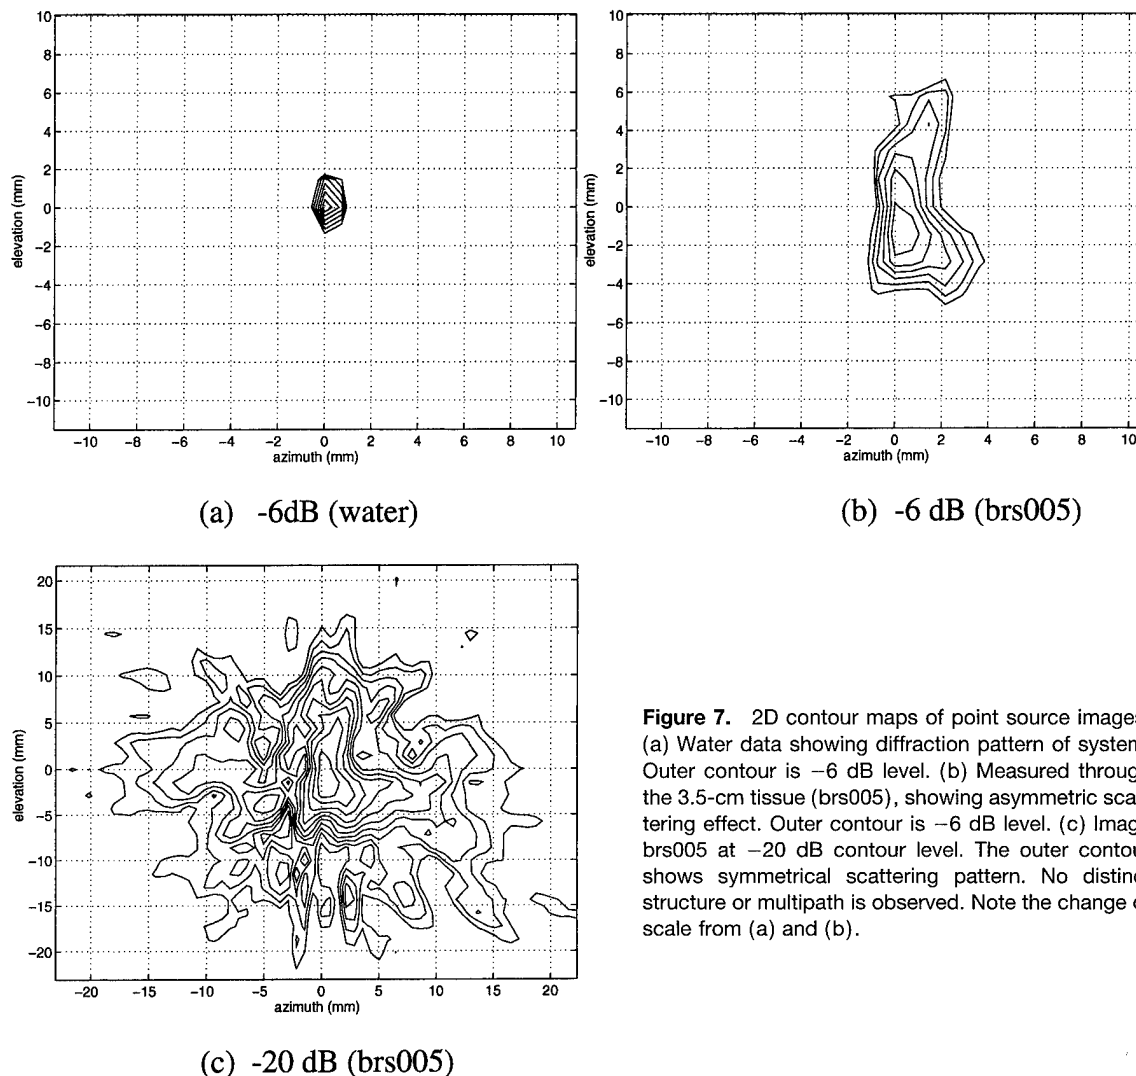 10
8
6
4
2
0
−2
−4
−6
−8
−10
elevation (mm)
−10 −8 −6 −4 −2 0 2 4 6 8 10
azimuth (mm)
(a) -6dB (water)
10
8
6
4
2
0
−2
−4
−6
−8
−10
elevation (mm)
−10 −8 −6 −4 −2 0 2 4 6 8 10
azimuth (mm)
(b) -6 dB (brs005)
20
15
10
5
0
−5
−10
−15
−20
elevation (mm)
−20 −15 −10 −5 0 5 10 15 20
azimuth (mm)
(c) -20 dB (brs005)
Figure 7. 2D contour maps of point source images
(a) Water data showing diffraction pattern of system
Outer contour is −6 dB level. (b) Measured throug
the 3.5-cm tissue (brs005), showing asymmetric sca
tering effect. Outer contour is −6 dB level. (c) Imag
brs005 at −20 dB contour level. The outer contou
shows symmetrical scattering pattern. No distinc
structure or multipath is observed. Note the change o
scale from (a) and (b).